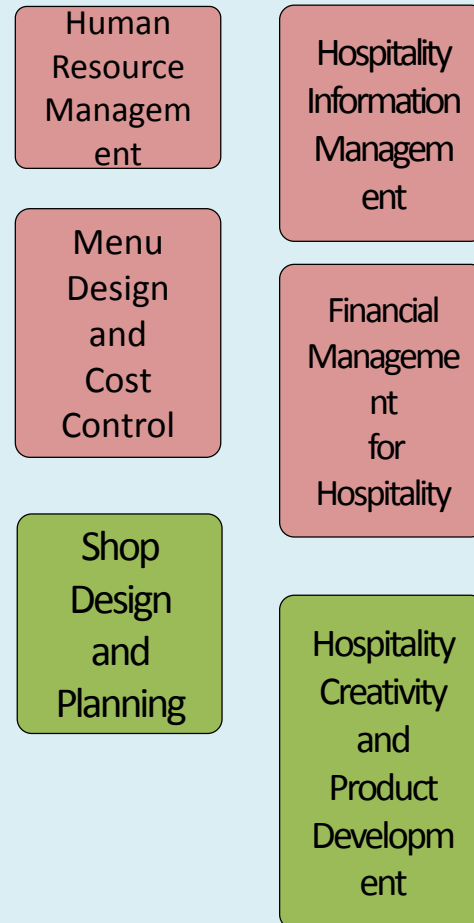 Human
Resource
Managem
ent
Menu
Design
and
Cost
Control
Shop
Design
and
Planning
Hospitality
Information
Managem
ent
Financial
Manageme
nt
for
Hospitality
Hospitality
Creativity
and
Product
Developm
ent